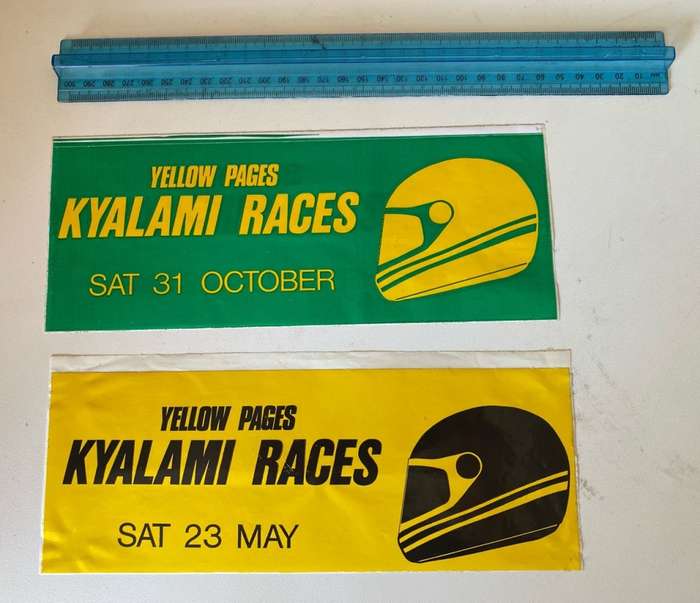 YELLOW PAGES
KYALAMI RACES
SAT 31 OCTOBER
YELLOW PAGES
KYALAMI RACES
SAT 23 MAY